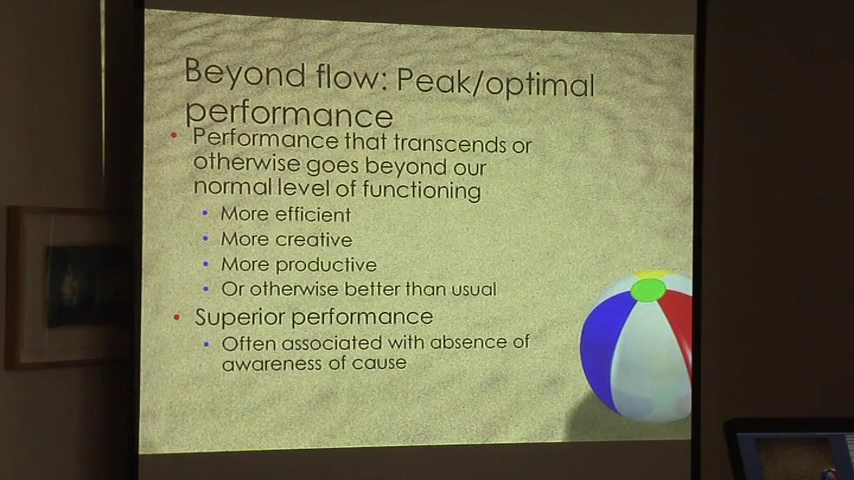 Beyond flow: Peak/optimal
performance
• Performance that transcends or
otherwise goes beyond our
normal level of functioning
• More efficient
• More creative
• More productive
• Or otherwise better than usual
• Superior performance
• Often associated with absence of
awareness of cause